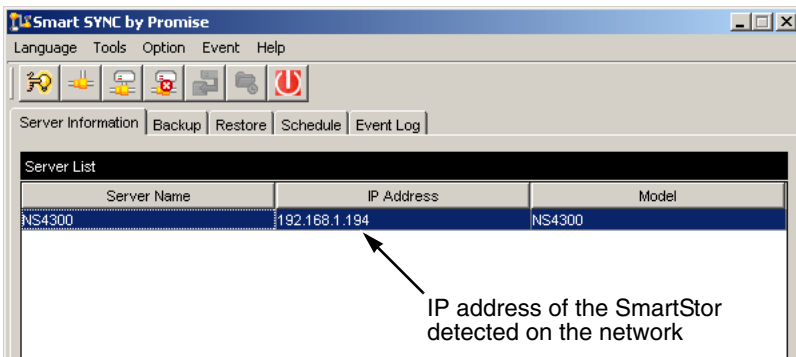 Smart SYNC by Promise
Language Tools Option Event Help
Server Information Backup Restore Schedule Event Log
Server List
Server Name IP Address Model
NS4300 192.168.1.194 NS4300
IP address of the SmartStor
detected on the network